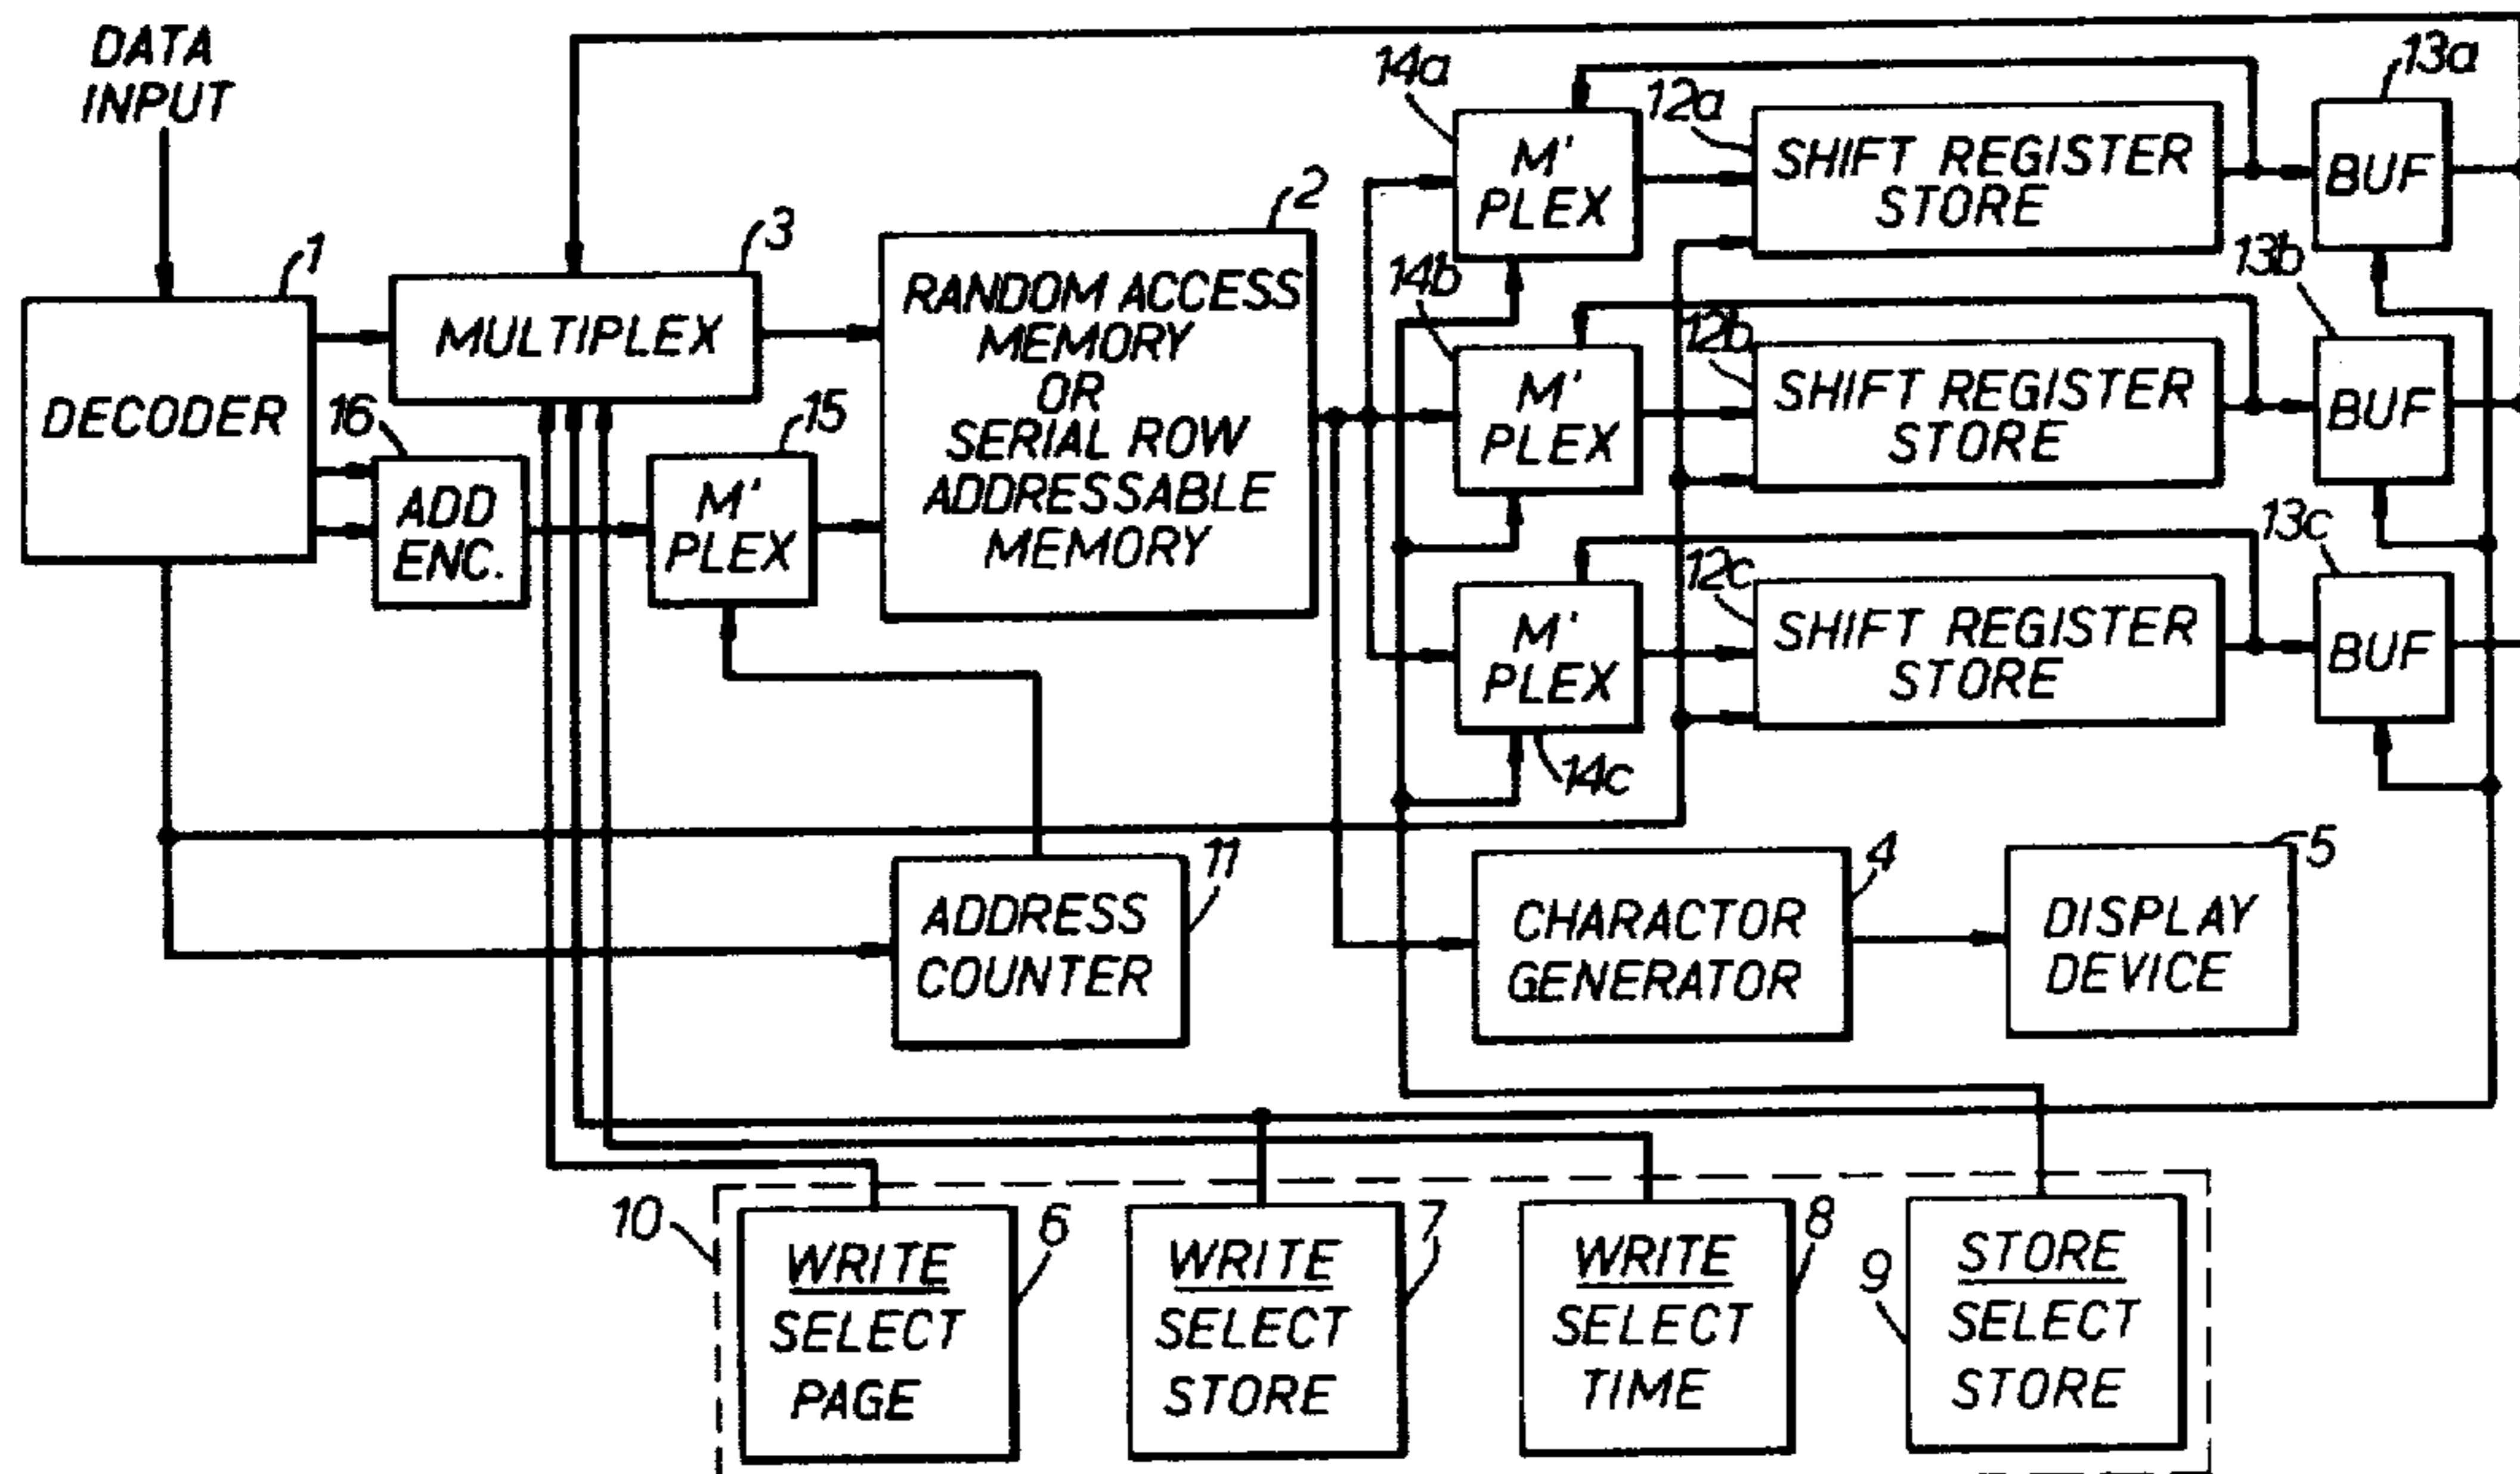 DATA
INPUT
1
DECODER
3
MULTIPLEX
16
ADD
ENC.
15
M'
PLEX
2
RANDOM ACCESS
MEMORY
OR
SERIAL ROW
ADDRESSABLE
MEMORY
14a
M'
PLEX
12a
SHIFT REGISTER
STORE
13a
BUF
14b
M'
PLEX
12b
SHIFT REGISTER
STORE
13b
BUF
M'
PLEX
14c
12c
SHIFT REGISTER
STORE
13c
BUF
11
ADDRESS
COUNTER
4
CHARACTOR
GENERATOR
5
DISPLAY
DEVICE
10
6
WRITE
SELECT
PAGE
7
WRITE
SELECT
STORE
8
WRITE
SELECT
TIME
9
STORE
SELECT
STORE